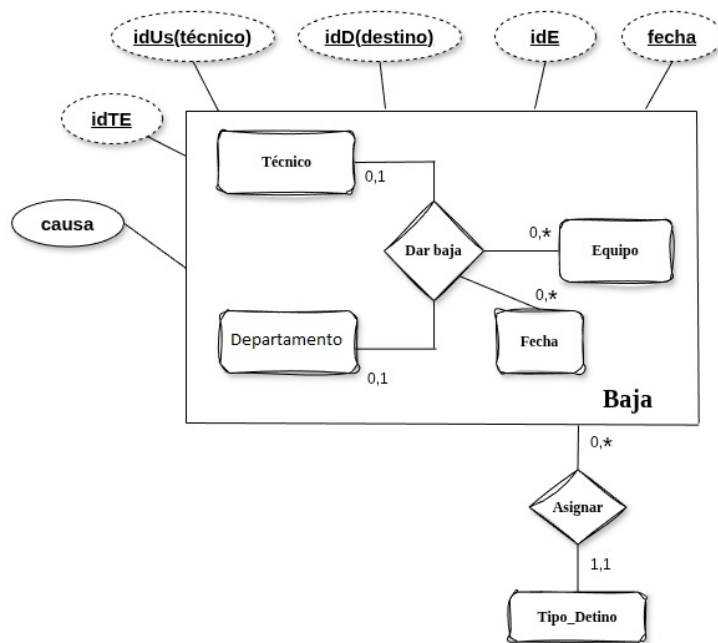 idUs(técnico)
idD(destino)
idE
fecha
idTE
causa
Técnico
0,1
Dar baja
0,*
Equipo
0,*
Departamento
Fecha
0,1
Baja
0,*
Asignar
1,1
Tipo_Detino